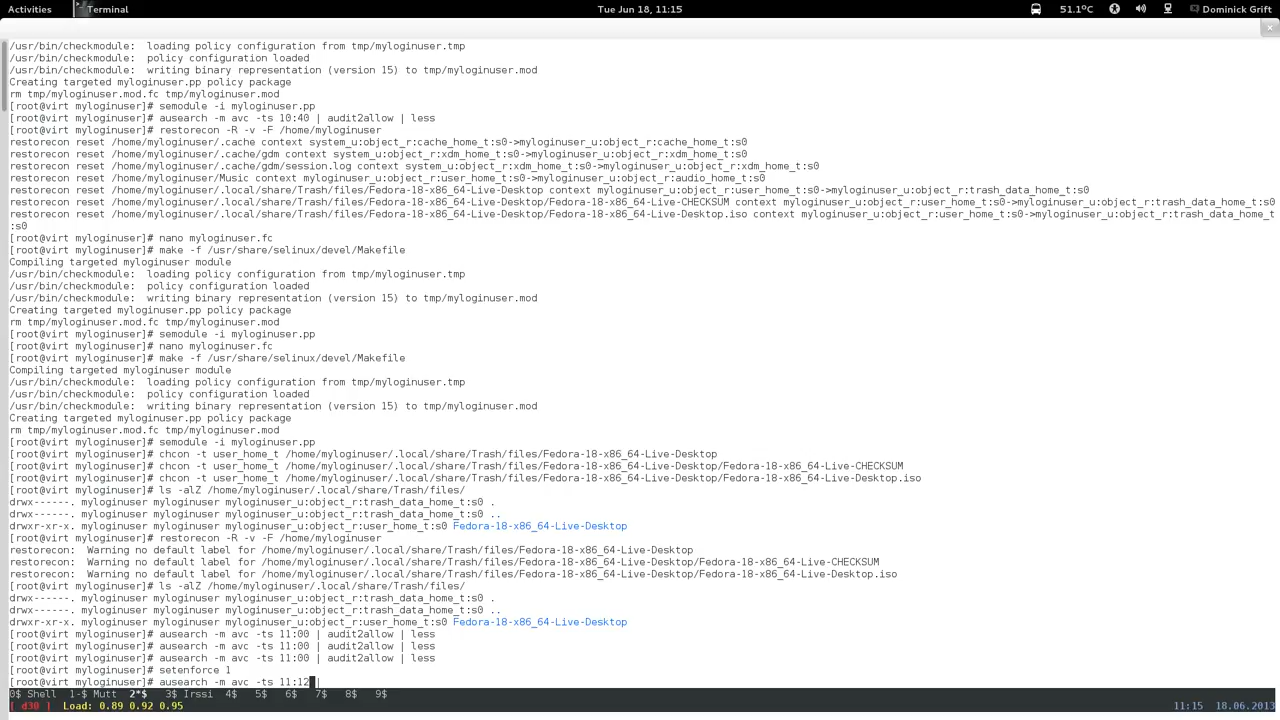 Activities Terminal Tue Jun 18, 11:15 51.1°C Dominick Grift
/usr/bin/checkmodule:  loading policy configuration from tmp/myloginuser.tmp
/usr/bin/checkmodule:  policy configuration loaded
/usr/bin/checkmodule:  writing binary representation (version 15) to tmp/myloginuser.mod
Creating targeted myloginuser.pp policy package
rm tmp/myloginuser.mod.fc tmp/myloginuser.mod
[root@virt myloginuser]# semodule -i myloginuser.pp
[root@virt myloginuser]# ausearch -m avc -ts 10:40 | audit2allow | less
[root@virt myloginuser]# restorecon -R -v -F /home/myloginuser
restorecon reset /home/myloginuser/.cache context system_u:object_r:cache_home_t:s0->myloginuser_u:object_r:cache_home_t:s0
restorecon reset /home/myloginuser/.cache/gdm context system_u:object_r:xdm_home_t:s0->myloginuser_u:object_r:xdm_home_t:s0
restorecon reset /home/myloginuser/.cache/gdm/session.log context system_u:object_r:xdm_home_t:s0->myloginuser_u:object_r:xdm_home_t:s0
restorecon reset /home/myloginuser/Music context myloginuser_u:object_r:user_home_t:s0->myloginuser_u:object_r:audio_home_t:s0
restorecon reset /home/myloginuser/.local/share/Trash/files/Fedora-18-x86_64-Live-Desktop context myloginuser_u:object_r:user_home_t:s0->myloginuser_u:object_r:trash_data_home_t:s0
restorecon reset /home/myloginuser/.local/share/Trash/files/Fedora-18-x86_64-Live-Desktop/Fedora-18-x86_64-Live-CHECKSUM context myloginuser_u:object_r:user_home_t:s0->myloginuser_u:object_r:trash_data_home_t:s0
restorecon reset /home/myloginuser/.local/share/Trash/files/Fedora-18-x86_64-Live-Desktop/Fedora-18-x86_64-Live-Desktop.iso context myloginuser_u:object_r:user_home_t:s0->myloginuser_u:object_r:trash_data_home_t
:s0
[root@virt myloginuser]# nano myloginuser.fc
[root@virt myloginuser]# make -f /usr/share/selinux/devel/Makefile
Compiling targeted myloginuser module
/usr/bin/checkmodule:  loading policy configuration from tmp/myloginuser.tmp
/usr/bin/checkmodule:  policy configuration loaded
/usr/bin/checkmodule:  writing binary representation (version 15) to tmp/myloginuser.mod
Creating targeted myloginuser.pp policy package
rm tmp/myloginuser.mod.fc tmp/myloginuser.mod
[root@virt myloginuser]# semodule -i myloginuser.pp
[root@virt myloginuser]# nano myloginuser.fc
[root@virt myloginuser]# make -f /usr/share/selinux/devel/Makefile
Compiling targeted myloginuser module
/usr/bin/checkmodule:  loading policy configuration from tmp/myloginuser.tmp
/usr/bin/checkmodule:  policy configuration loaded
/usr/bin/checkmodule:  writing binary representation (version 15) to tmp/myloginuser.mod
Creating targeted myloginuser.pp policy package
rm tmp/myloginuser.mod.fc tmp/myloginuser.mod
[root@virt myloginuser]# semodule -i myloginuser.pp
[root@virt myloginuser]# chcon -t user_home_t /home/myloginuser/.local/share/Trash/files/Fedora-18-x86_64-Live-Desktop
[root@virt myloginuser]# chcon -t user_home_t /home/myloginuser/.local/share/Trash/files/Fedora-18-x86_64-Live-Desktop/Fedora-18-x86_64-Live-CHECKSUM
[root@virt myloginuser]# chcon -t user_home_t /home/myloginuser/.local/share/Trash/files/Fedora-18-x86_64-Live-Desktop/Fedora-18-x86_64-Live-Desktop.iso
[root@virt myloginuser]# ls -alZ /home/myloginuser/.local/share/Trash/files/
drwx------. myloginuser myloginuser myloginuser_u:object_r:trash_data_home_t:s0 .
drwx------. myloginuser myloginuser myloginuser_u:object_r:trash_data_home_t:s0 ..
drwxr-xr-x. myloginuser myloginuser myloginuser_u:object_r:user_home_t:s0 Fedora-18-x86_64-Live-Desktop
[root@virt myloginuser]# restorecon -R -v -F /home/myloginuser
restorecon:  Warning no default label for /home/myloginuser/.local/share/Trash/files/Fedora-18-x86_64-Live-Desktop
restorecon:  Warning no default label for /home/myloginuser/.local/share/Trash/files/Fedora-18-x86_64-Live-Desktop/Fedora-18-x86_64-Live-CHECKSUM
restorecon:  Warning no default label for /home/myloginuser/.local/share/Trash/files/Fedora-18-x86_64-Live-Desktop/Fedora-18-x86_64-Live-Desktop.iso
[root@virt myloginuser]# ls -alZ /home/myloginuser/.local/share/Trash/files/
drwx------. myloginuser myloginuser myloginuser_u:object_r:trash_data_home_t:s0 .
drwx------. myloginuser myloginuser myloginuser_u:object_r:trash_data_home_t:s0 ..
drwxr-xr-x. myloginuser myloginuser myloginuser_u:object_r:user_home_t:s0 Fedora-18-x86_64-Live-Desktop
[root@virt myloginuser]# ausearch -m avc -ts 11:00 | audit2allow | less
[root@virt myloginuser]# ausearch -m avc -ts 11:00 | audit2allow | less
[root@virt myloginuser]# ausearch -m avc -ts 11:00 | audit2allow | less
[root@virt myloginuser]# setenforce 1
[root@virt myloginuser]# ausearch -m avc -ts 11:12 |
0$ Shell  1-$ Mutt  2*$  3$ Irssi  4$  5$  6$  7$  8$  9$
[ d30 ] Load: 0.89 0.92 0.95 11:15 18.06.2013